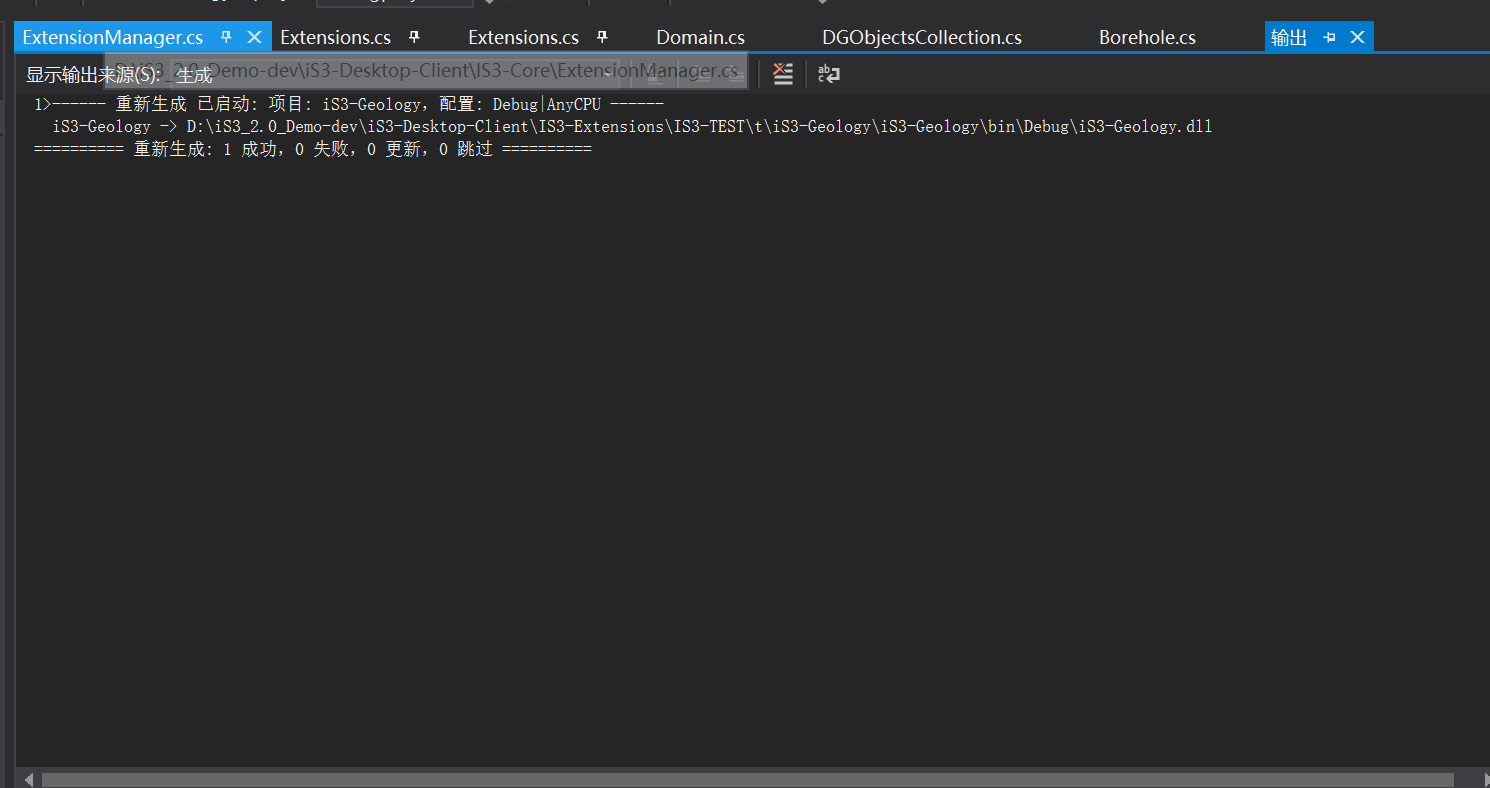 ExtensionManager.cs Extensions.cs Extensions.cs Domain.cs DGObjectsCollection.cs Borehole.cs 输出
显示输出来源(S): 生成
_Demo-dev\iS3-Desktop-Client\IS3-Core\ExtensionManager.cs
1>------ 重新生成 已启动: 项目: iS3-Geology, 配置: Debug|AnyCPU ------
iS3-Geology -> D:\iS3_2.0_Demo-dev\iS3-Desktop-Client\IS3-Extensions\IS3-TEST\t\iS3-Geology\iS3-Geology\bin\Debug\iS3-Geology.dll
========== 重新生成: 1 成功，0 失败，0 更新，0 跳过 ==========